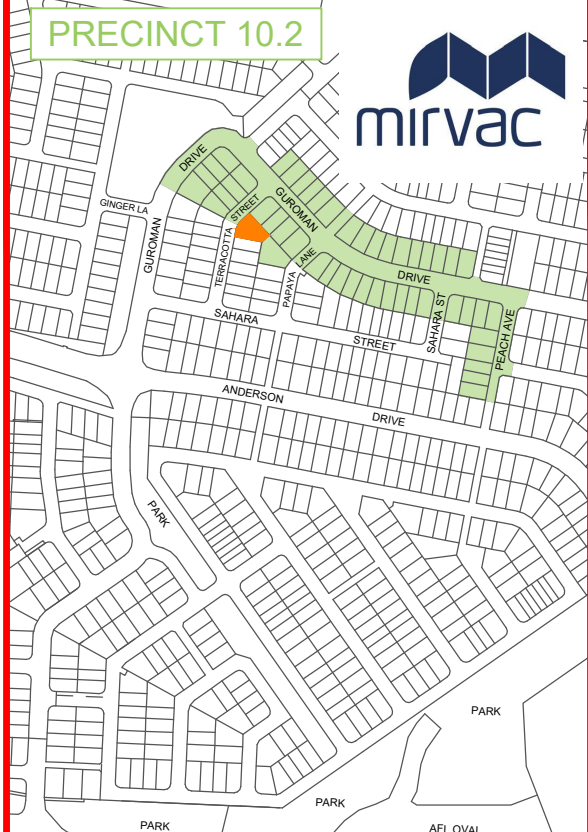 PRECINCT 10.2
mirvac
DRIVE
GINGER LA
GUROMAN
STREET
GUROMAN
TERRACOTTA
PAPAYA
LANE
DRIVE
SAHARA
STREET
SAHARA ST
PEACH AVE
ANDERSON
DRIVE
PARK
PARK
PARK
PARK
AFL OVAL